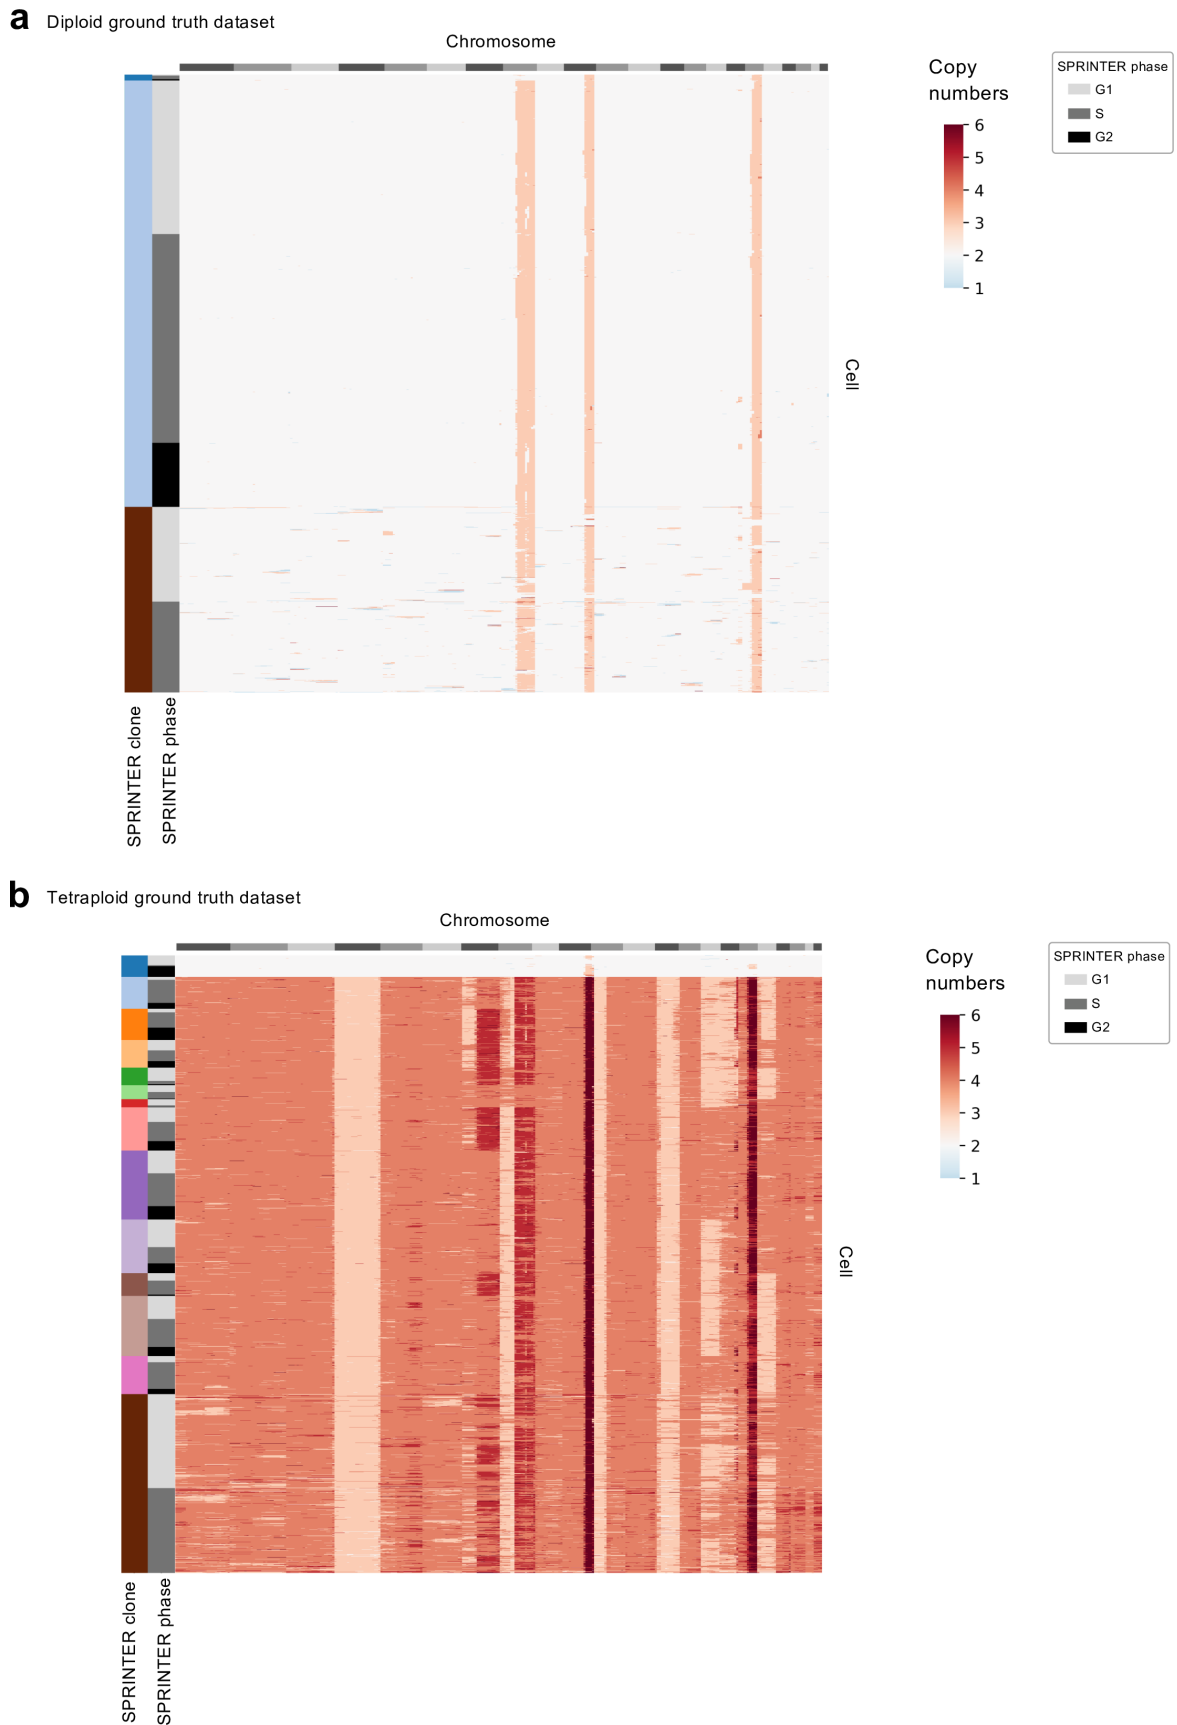 a Diploid ground truth dataset
Chromosome
Copy
numbers
6
5
4
3
2
1
SPRINTER phase
G1
S
G2
Cell
SPRINTER clone
SPRINTER phase
b Tetraploid ground truth dataset
Chromosome
Copy
numbers
6
5
4
3
2
1
SPRINTER phase
G1
S
G2
Cell
SPRINTER clone
SPRINTER phase